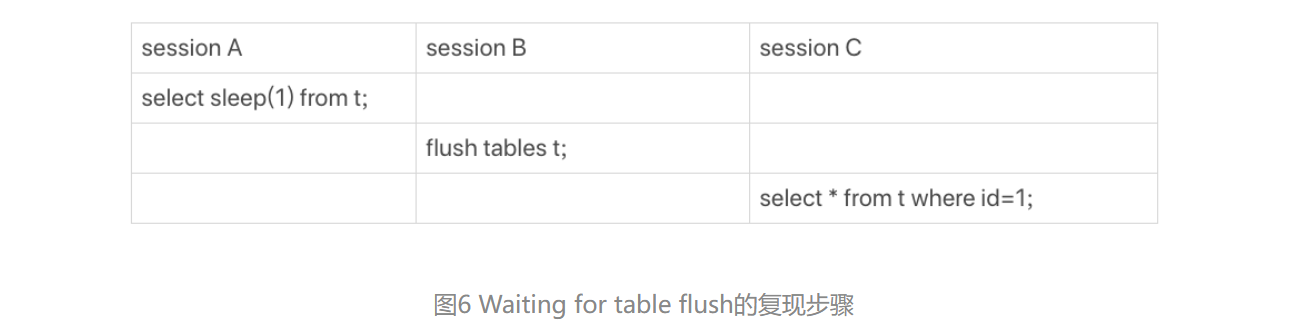 session A session B session C
select sleep(1) from t;
flush tables t;
select * from t where id=1;
图6 Waiting for table flush的复现步骤